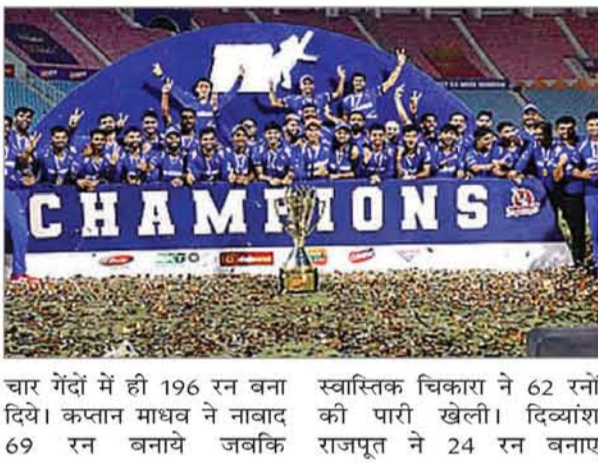 CHAMPIONS
चार गेंदों में ही 196 रन बना
दिये। कप्तान माधव ने नाबाद
69 रन बनाये जबकि
स्वास्तिक चिकारा ने 62 रनों
की पारी खेली। दिव्यांश
राजपूत ने 24 रन बनाए